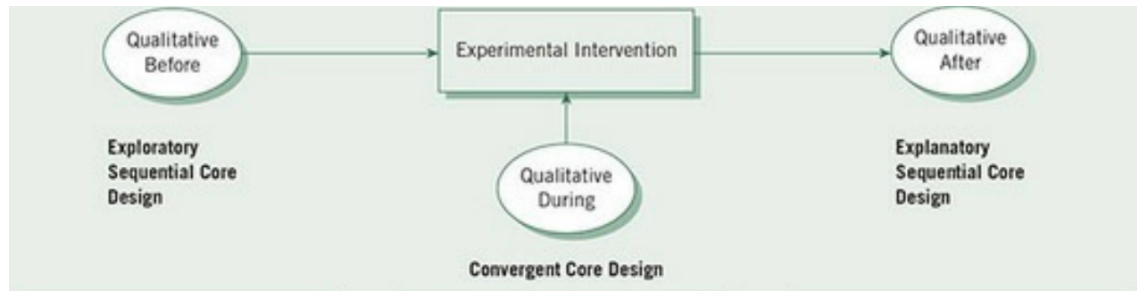 Qualitative
Before
Experimental Intervention
Qualitative
After
Exploratory
Sequential Core
Design
Qualitative
During
Explanatory
Sequential Core
Design
Convergent Core Design